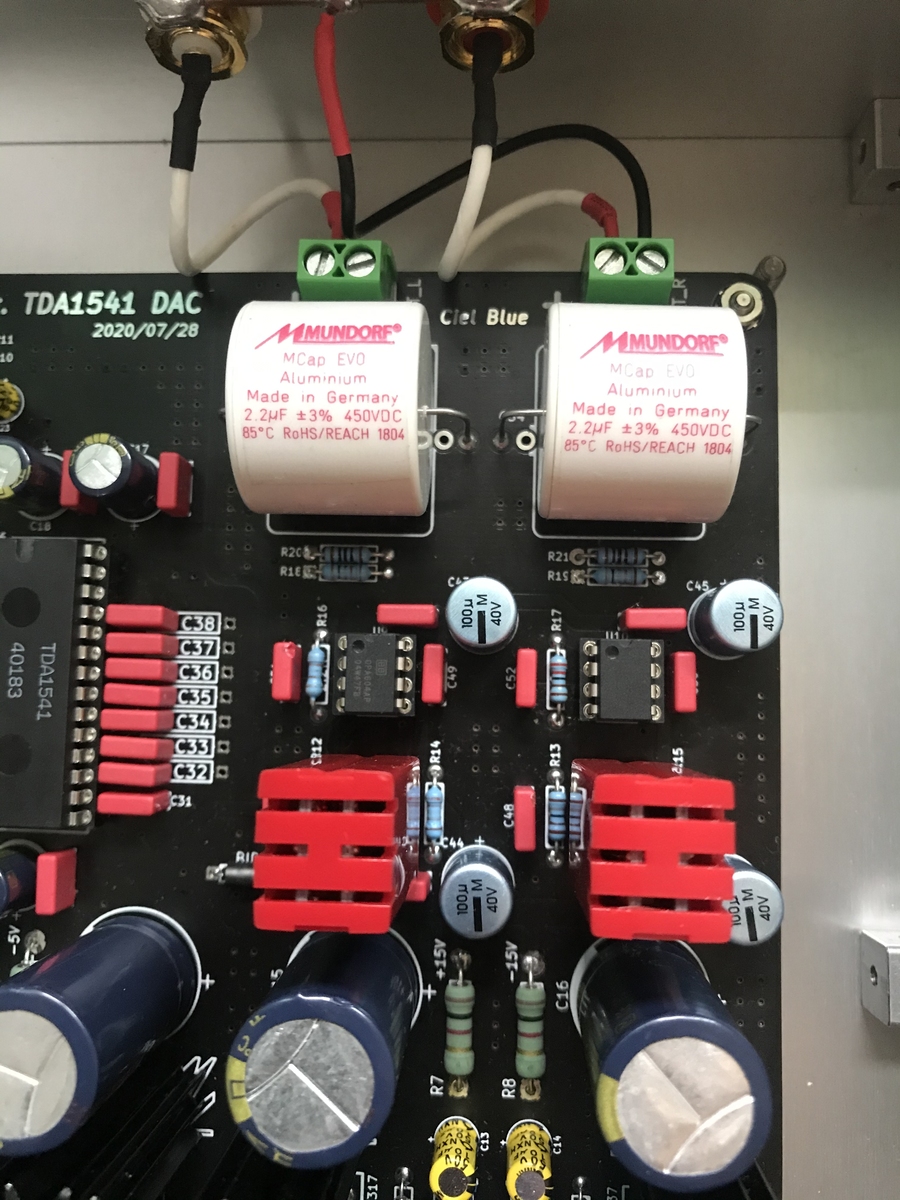 TDA1541 DAC
2020/07/28
Ciel Blue
MUNDORF®
MCap EVO
Aluminium
Made in Germany
2.2µF ±3% 450VDC
85°C RoHS/REACH 1804
MUNDORF®
MCap EVO
Aluminium
Made in Germany
2.2µF ±3% 450VDC
85°C RoHS/REACH 1804
C18
R20
R18
R21
R19
C45
100µ M
40V
100µ M
40V
R16
R17
C38
C37
C36
C35
C34
C33
C32
C31
TDA1541
40183
C49
C52
R14
R13
C48
C44
100µ M
40V
100µ M
40V
-5V
+15V
-15V
C16
R7
R8
C13
C14